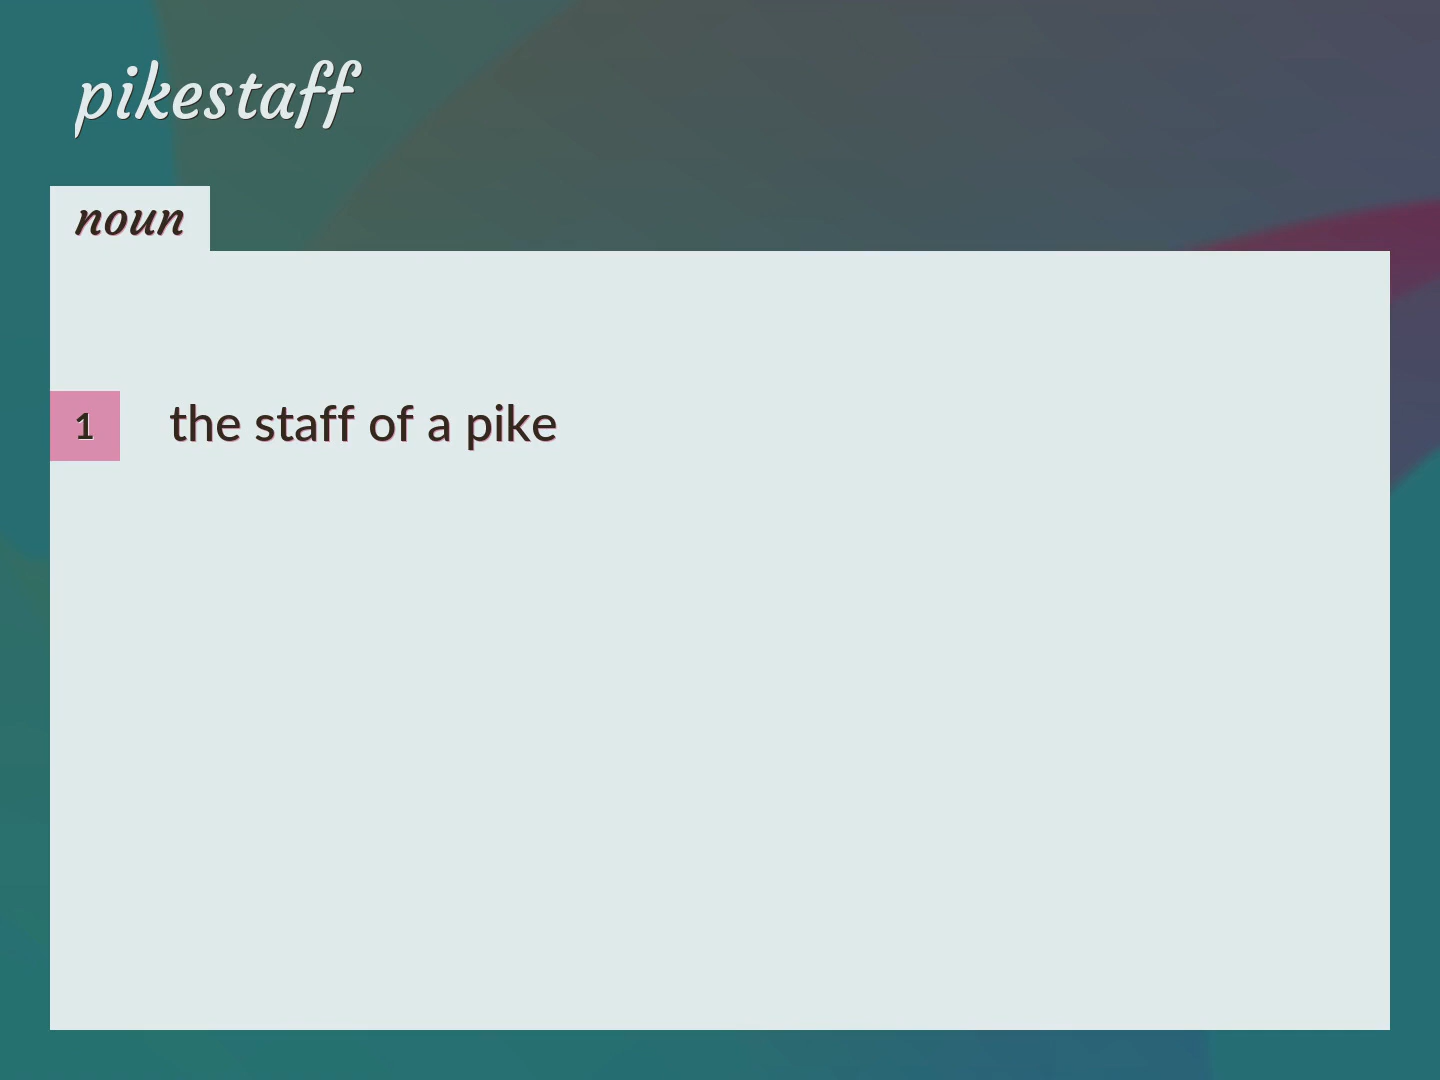 pikestaff
noun
1 the staff of a pike